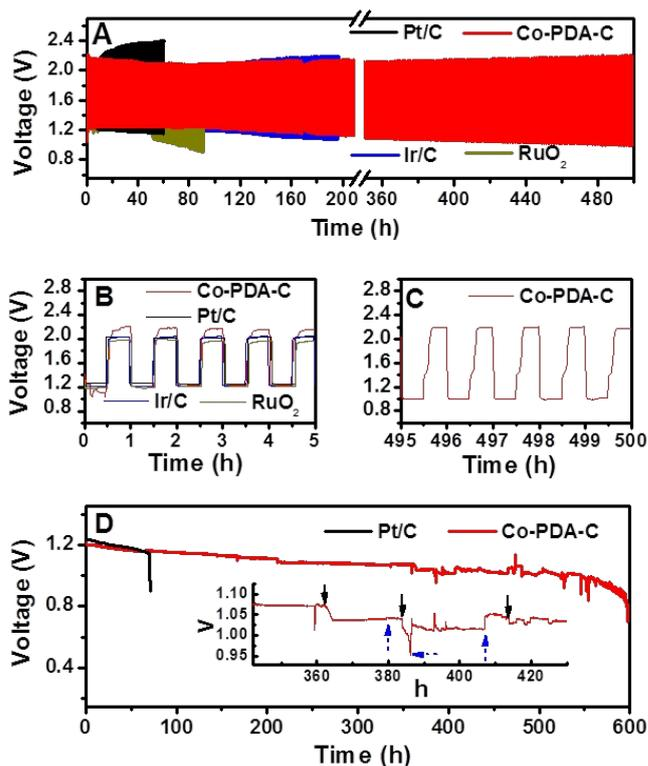 A
Pt/C Co-PDA-C
2.4
2.0
1.6
1.2
0.8
Voltage (V)
Ir/C RuO2
0 40 80 120 160 200 360 400 440 480
Time (h)
B
Co-PDA-C
Pt/C
2.8
2.4
2.0
1.6
1.2
0.8
Voltage (V)
Ir/C RuO2
0 1 2 3 4 5
Time (h)
C
Co-PDA-C
2.8
2.4
2.0
1.6
1.2
0.8
Voltage (V)
495 496 497 498 499 500
Time (h)
D
Pt/C Co-PDA-C
1.2
0.8
0.4
Voltage (V)
1.10
1.05
1.00
0.95
V
360 380 400 420
h
0 100 200 300 400 500 600
Time (h)